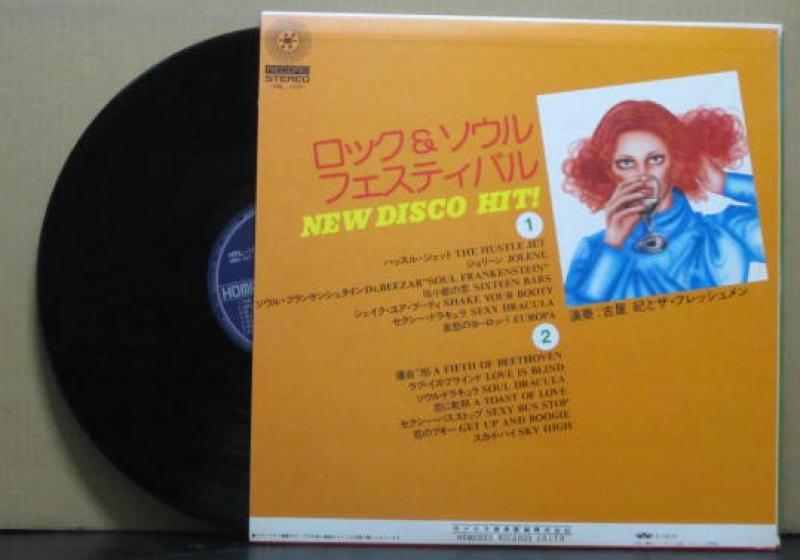 RECORD
STEREO
ロック&ソウル
フェスティバル
NEW DISCO HIT!
1
ハッスル・ジェット THE HUSTLE JET
ジョリーン JOLENE
ソウル・フランケンシュタイン Dr. BEEZAR "SOUL FRANKENSTEIN"
SIXTEEN BARS
シェイク・ユア・ブーティ SHAKE YOUR BOOTY
セクシー・ドラキュラ SEXY DRACULA
哀愁のヨーロッパ EUROPA
2
運命'76 A FIFTH OF BEETHOVEN
ラブ・イズ・ブラインド LOVE IS BLIND
ソウル・ドラキュラ SOUL DRACULA
恋に乾杯 A TOAST OF LOVE
セクシー・バス・ストップ SEXY BUS STOP
恋のブギー GET UP AND BOOGIE
スカイ・ハイ SKY HIGH
演奏:古屋 紀とザ・フレッシュメン
HOME
RECORDS CO.LTD.